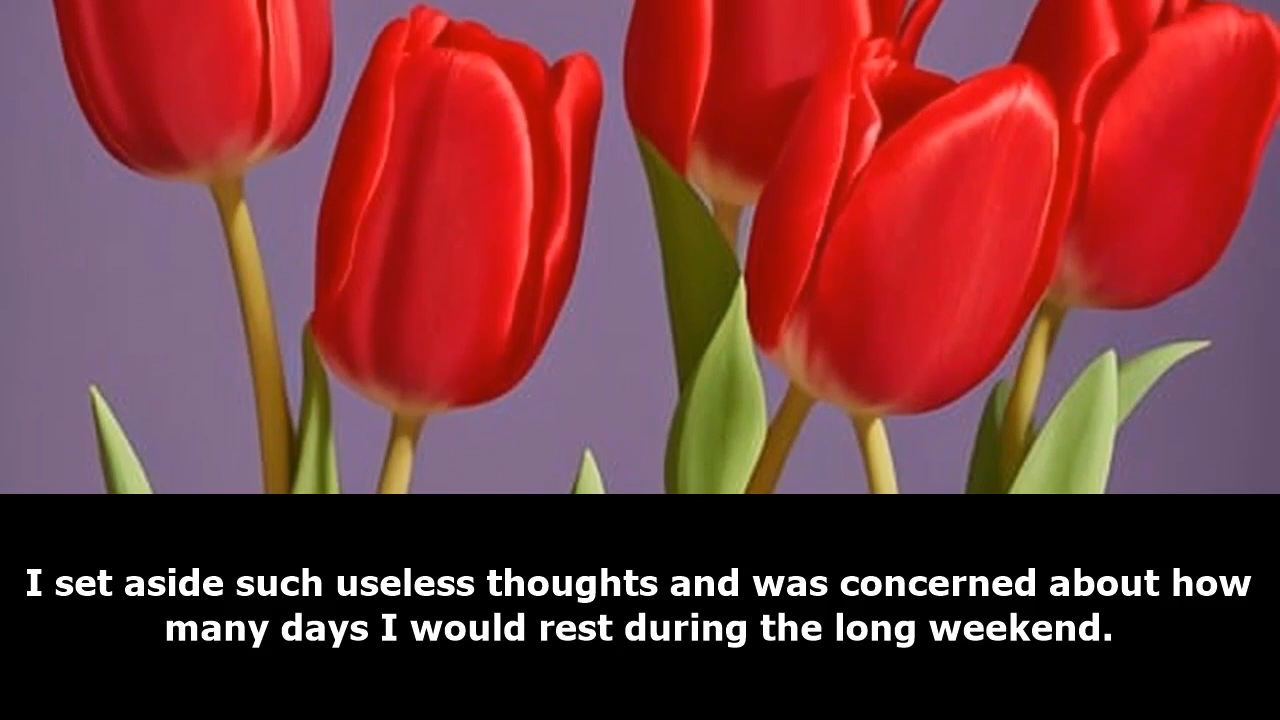 I set aside such useless thoughts and was concerned about how
many days I would rest during the long weekend.